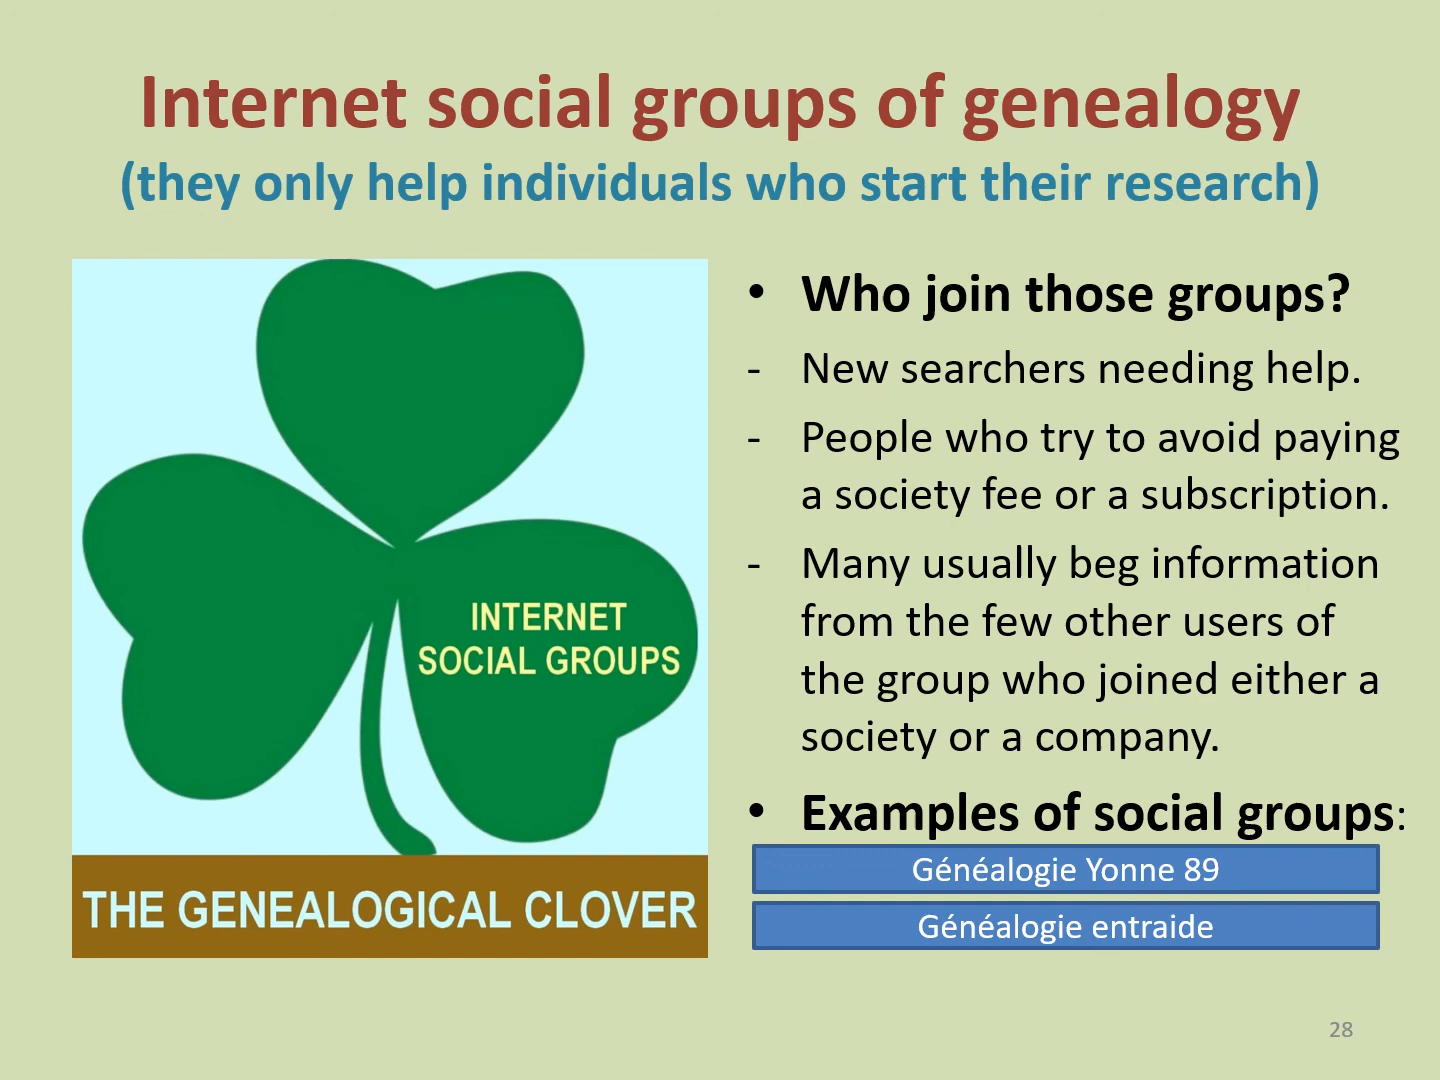 Internet social groups of genealogy
(they only help individuals who start their research)
INTERNET
SOCIAL GROUPS
THE GENEALOGICAL CLOVER
• Who join those groups?
- New searchers needing help.
- People who try to avoid paying
a society fee or a subscription.
- Many usually beg information
from the few other users of
the group who joined either a
society or a company.
• Examples of social groups:
Généalogie Yonne 89
Généalogie entraide
28